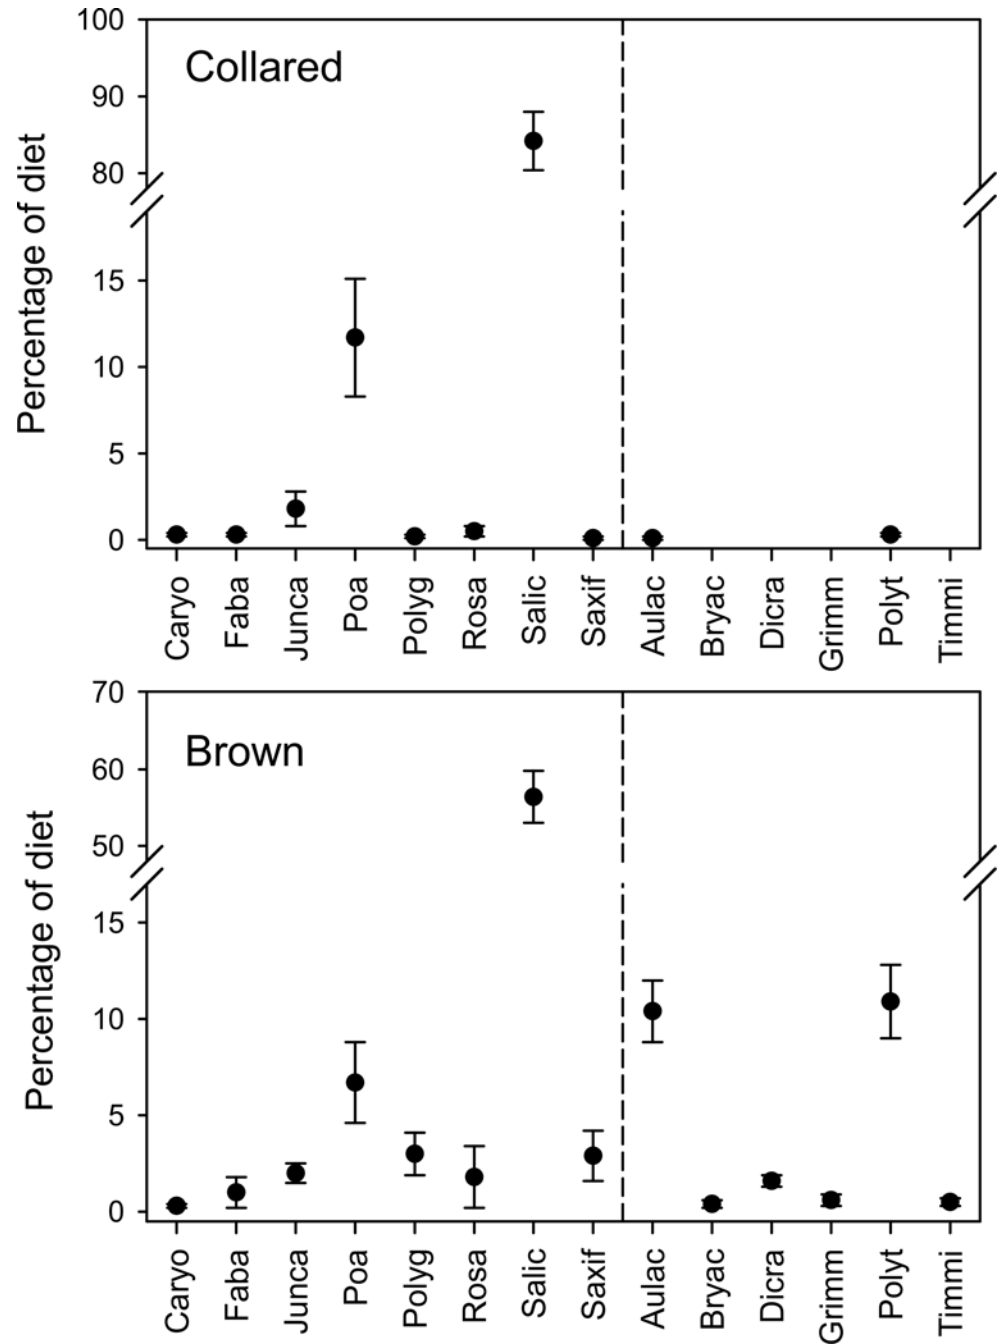 Collared
Percentage of diet
100
90
80
15
10
5
0
Caryo Faba Junca Poa Polyg Rosa Salic Saxif Aulac Bryac Dicra Grimm Polyt Timmi
Brown
Percentage of diet
70
60
50
15
10
5
0
Caryo Faba Junca Poa Polyg Rosa Salic Saxif Aulac Bryac Dicra Grimm Polyt Timmi